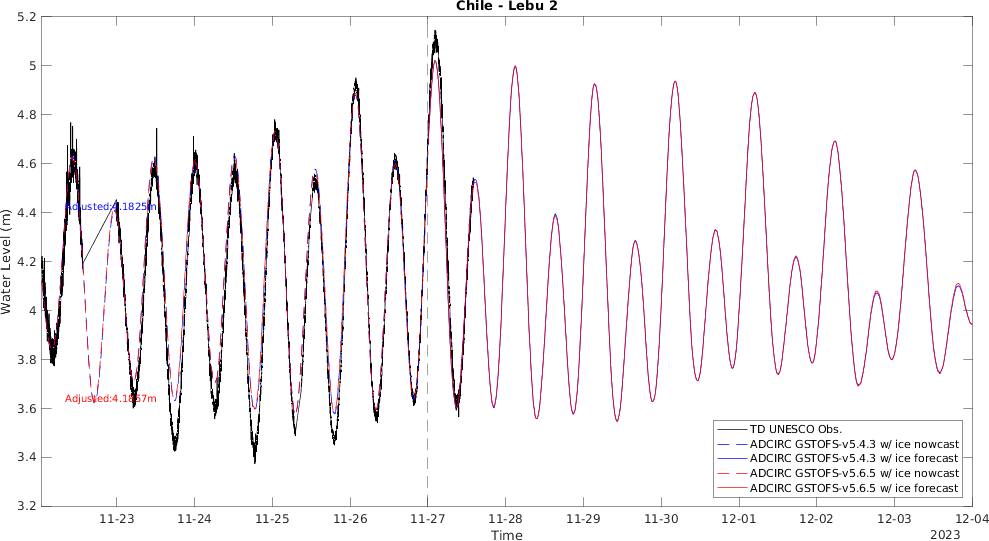 Chile - Lebu 2
Water Level (m)
5.2
5
4.8
4.6
4.4
4.2
4
3.8
3.6
3.4
3.2
Adjusted:4.1825m
Adjusted:4.1857m
TD UNESCO Obs.
ADCIRC GSTOFS-v5.4.3 w/ ice nowcast
ADCIRC GSTOFS-v5.4.3 w/ ice forecast
ADCIRC GSTOFS-v5.6.5 w/ ice nowcast
ADCIRC GSTOFS-v5.6.5 w/ ice forecast
11-23 11-24 11-25 11-26 11-27 11-28 11-29 11-30 12-01 12-02 12-03 12-04
Time
2023